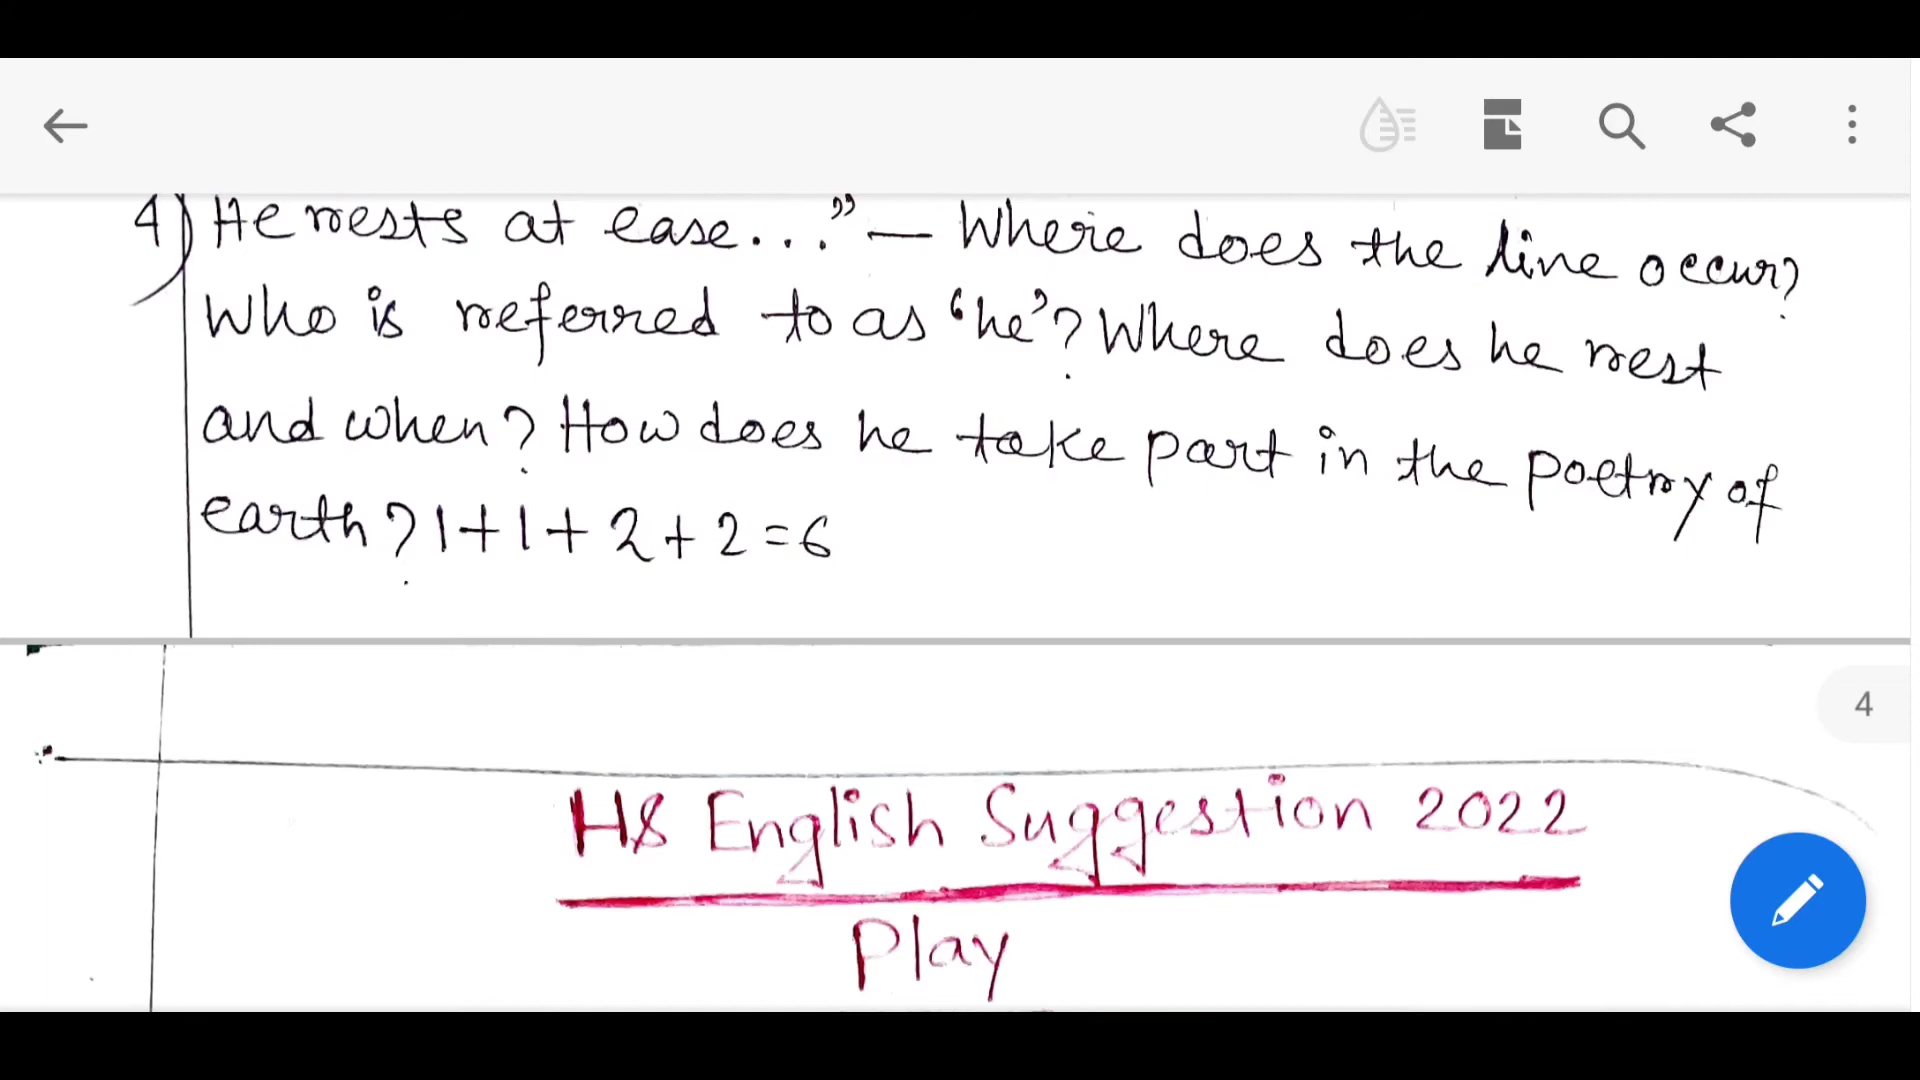 4) He rests at ease..." — Where does the line occur?
Who is referred to as 'he'? Where does he rest
and when? How does he take part in the poetry of
earth? 1+1+2+2=6
4
HS English Suggestion 2022
Play